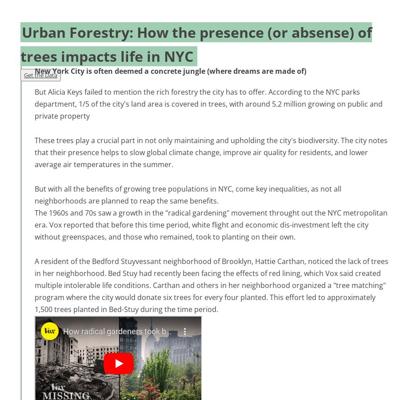 Urban Forestry: How the presence (or absense) of
trees impacts life in NYC
New York City is often deemed a concrete jungle (where dreams are made of)
Get the Data
But Alicia Keys failed to mention the rich forestry the city has to offer. According to the NYC parks
department, 1/5 of the city's land area is covered in trees, with around 5.2 million growing on public and
private property
These trees play a crucial part in not only maintaining and upholding the city's biodiversity. The city notes
that their presence helps to slow global climate change, improve air quality for residents, and lower
average air temperatures in the summer.
But with all the benefits of growing tree populations in NYC, come key inequalities, as not all
neighborhoods are planned to reap the same benefits.
The 1960s and 70s saw a growth in the "radical gardening" movement throught out the NYC metropolitan
era. Vox reported that before this time period, white flight and economic dis-investment left the city
without greenspaces, and those who remained, took to planting on their own.
A resident of the Bedford Stuyvessant neighborhood of Brooklyn, Hattie Carthan, noticed the lack of trees
in her neighborhood. Bed Stuy had recently been facing the effects of red lining, which Vox said created
multiple intolerable life conditions. Carthan and others in her neighborhood organized a "tree matching"
program where the city would donate six trees for every four planted. This effort led to approximately
1,500 trees planted in Bed-Stuy during the time period.
Vox
How radical gardeners took b...
Vox
MISSING